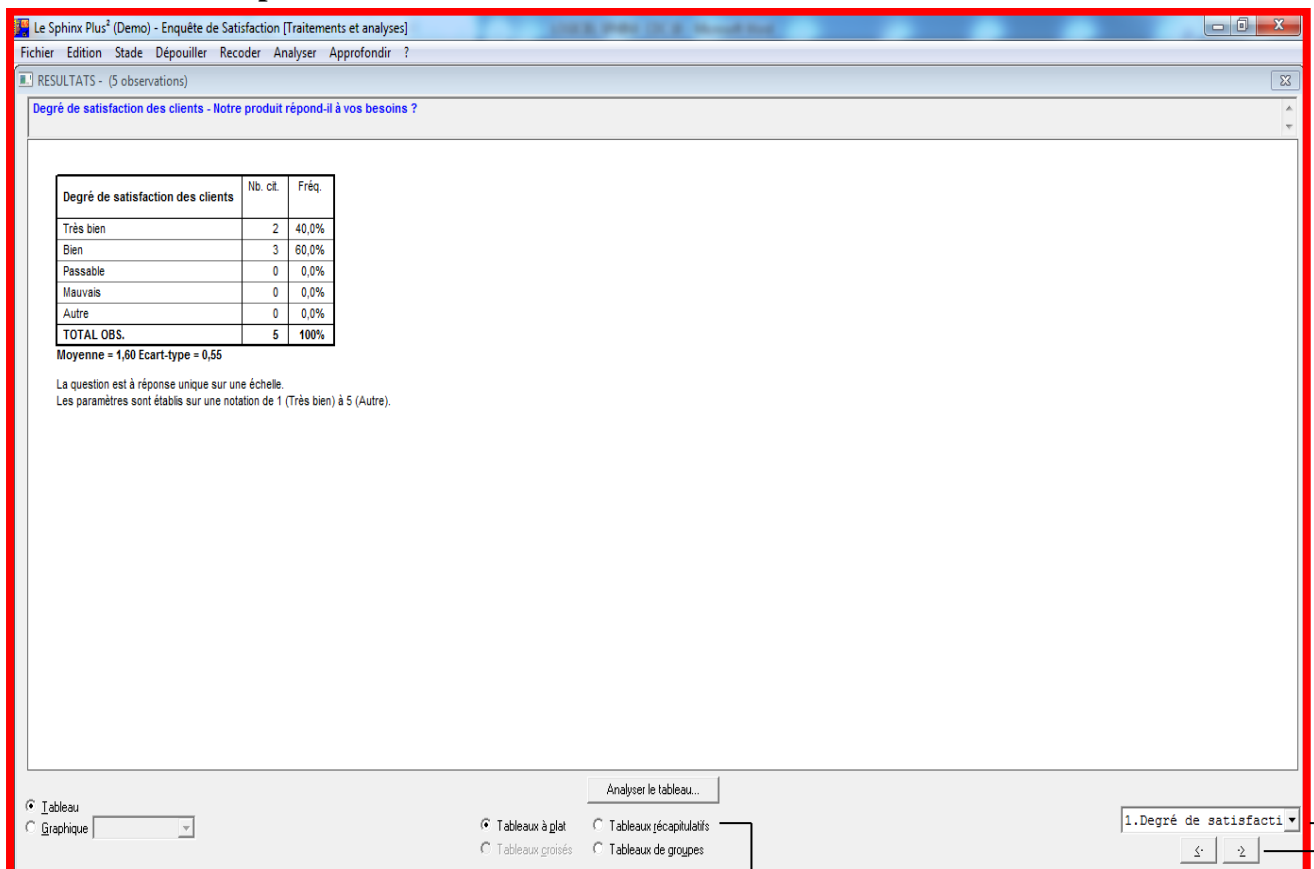 Le Sphinx Plus² (Demo) - Enquête de Satisfaction [Traitements et analyses]
Fichier Edition Stade Dépouiller Recoder Analyser Approfondir ?
RESULTATS - (5 observations)
Degré de satisfaction des clients - Notre produit répond-il à vos besoins ?
Degré de satisfaction des clients Nb. cit. Fréq.
Très bien 2 40,0%
Bien 3 60,0%
Passable 0 0,0%
Mauvais 0 0,0%
Autre 0 0,0%
TOTAL OBS. 5 100%
Moyenne = 1,60 Ecart-type = 0,55
La question est à réponse unique sur une échelle.
Les paramètres sont établis sur une notation de 1 (Très bien) à 5 (Autre).
Analyser le tableau...
Tableau
Graphique
Tableaux à plat Tableaux récapitulatifs
Tableaux croisés Tableaux de groupes
1.Degré de satisfacti